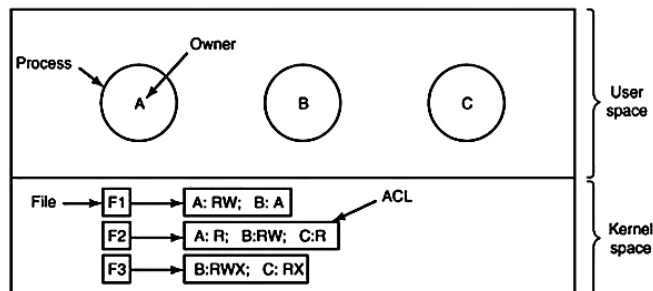 Owner
Process
A
B
C
User
space
File
F1
A: RW; B: A
ACL
F2
A: R; B:RW; C:R
F3
B:RWX; C: RX
Kernel
space